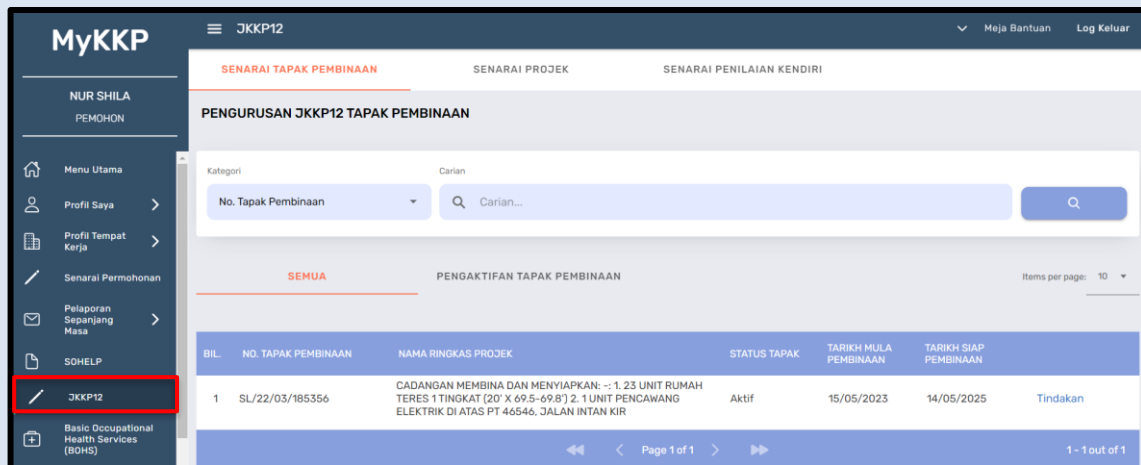 MyKKP
NUR SHILA
PEMOHON
Menu Utama
Profil Saya
Profil Tempat
Kerja
Senarai Permohonan
Pelaporan
Sepanjang
Masa
SOHELP
JKKP12
Basic Occupational
Health Services
(BOHS)
JKKP12
Meja Bantuan Log Keluar
SENARAI TAPAK PEMBINAAN SENARAI PROJEK SENARAI PENILAIAN KENDIRI
PENGURUSAN JKKP12 TAPAK PEMBINAAN
Kategori Carian
No. Tapak Pembinaan Carian...
SEMUA PENGAKTIFAN TAPAK PEMBINAAN Items per page: 10
BIL. NO. TAPAK PEMBINAAN NAMA RINGKAS PROJEK STATUS TAPAK TARIKH MULA PEMBINAAN TARIKH SIAP PEMBINAAN
CADANGAN MEMBINA DAN MENYIAPKAN: -: 1. 23 UNIT RUMAH
1 SL/22/03/185356 TERES 1 TINGKAT (20' X 69.5-69.8') 2. 1 UNIT PENCAWANG Aktif 15/05/2023 14/05/2025 Tindakan
ELEKTRIK DI ATAS PT 46546, JALAN INTAN KIR
Page 1 of 1 1 - 1 out of 1